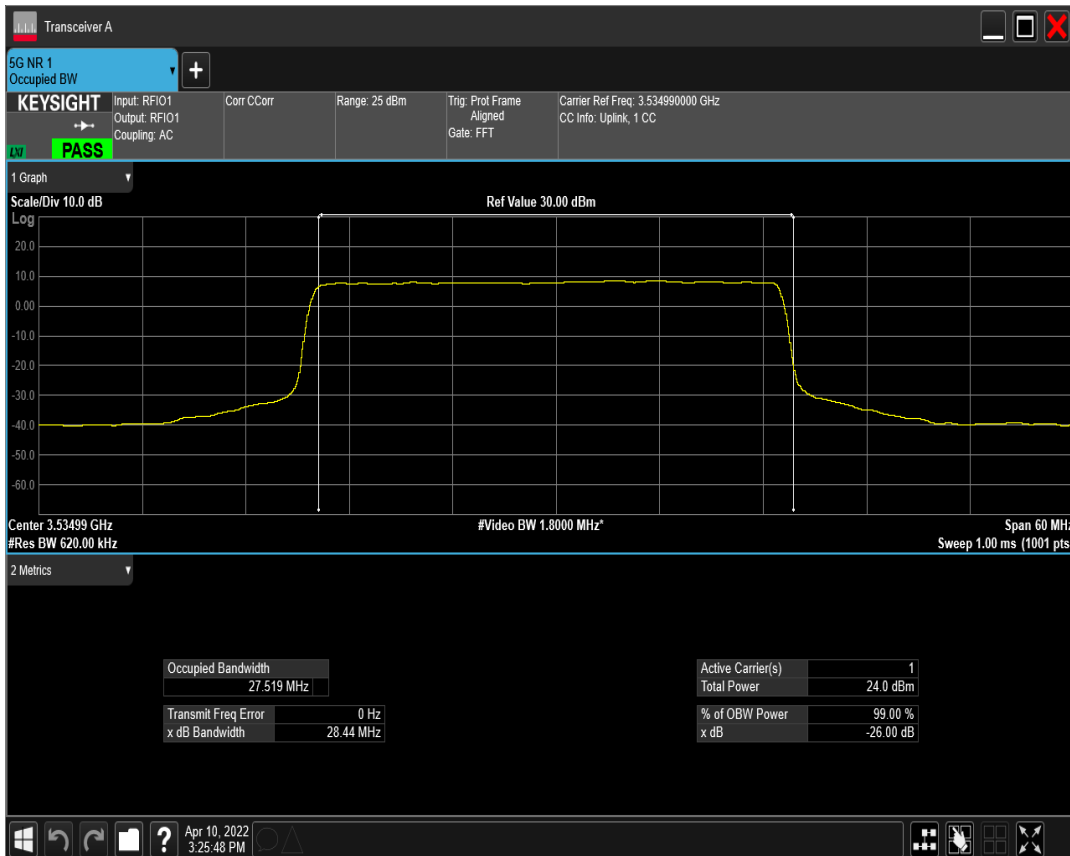 Transceiver A
5G NR 1
Occupied BW
+
KEYSIGHT
LXI
PASS
Input: RFIO1
Output: RFIO1
Coupling: AC
Corr CCorr
Range: 25 dBm
Trig: Prot Frame
Aligned
Gate: FFT
Carrier Ref Freq: 3.534990000 GHz
CC Info: Uplink, 1 CC
1 Graph
Scale/Div 10.0 dB
Ref Value 30.00 dBm
Log
20.0
10.0
0.00
-10.0
-20.0
-30.0
-40.0
-50.0
-60.0
Center 3.53499 GHz
#Video BW 1.8000 MHz*
Span 60 MHz
#Res BW 620.00 kHz
Sweep 1.00 ms (1001 pts
2 Metrics
Occupied Bandwidth
27.519 MHz
Transmit Freq Error 0 Hz
x dB Bandwidth 28.44 MHz
Active Carrier(s) 1
Total Power 24.0 dBm
% of OBW Power 99.00 %
x dB -26.00 dB
?
Apr 10, 2022
3:25:48 PM